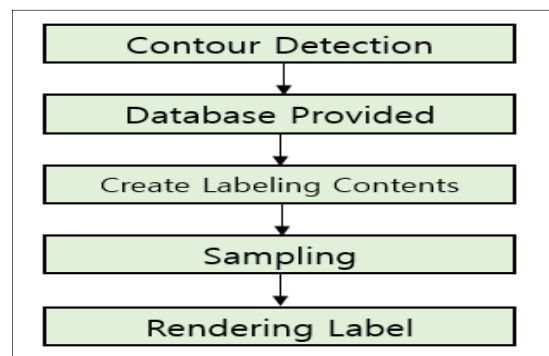 Contour Detection
Database Provided
Create Labeling Contents
Sampling
Rendering Label